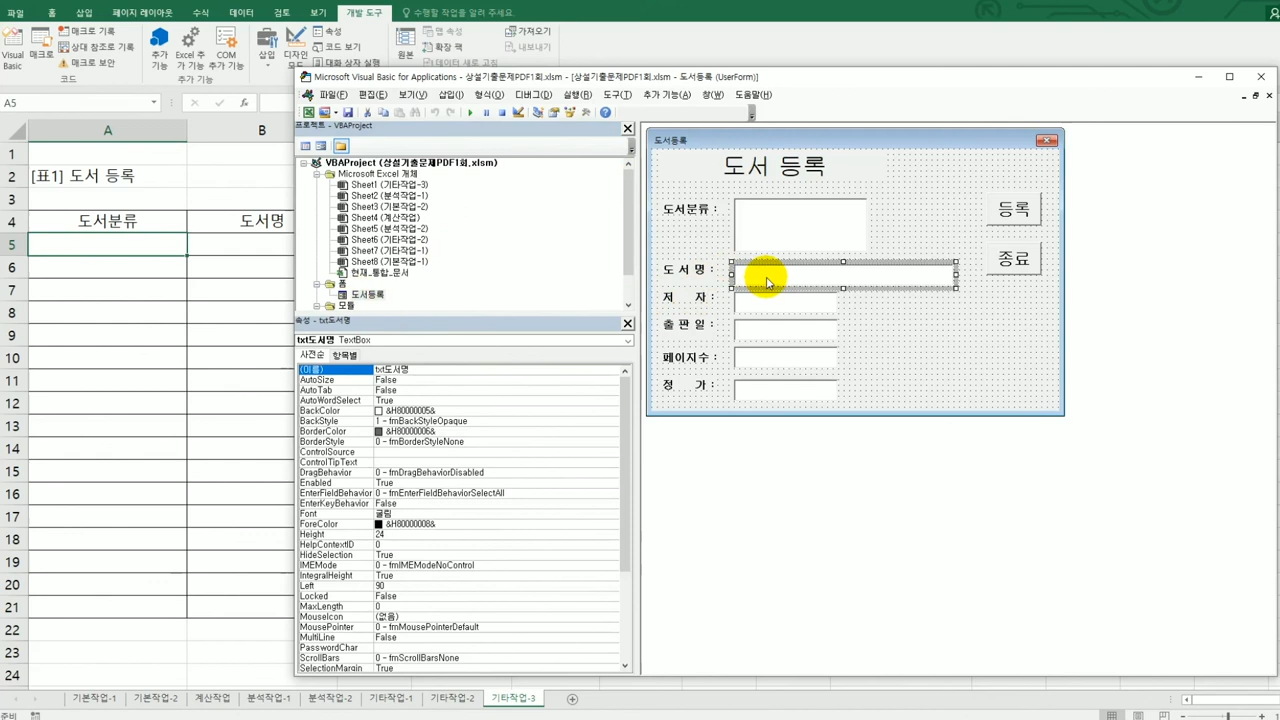 파일 홈 삽입 페이지 레이아웃 수식 데이터 검토 보기 개발 도구 수행할 작업을 알려 주세요.
Visual Basic
매크로
매크로 기록
상대 참조로 기록
매크로 보안
코드
추가 기능
Excel 추가 기능
COM 추가 기능
추가 기능
삽입
디자인
속성
코드 보기
대화 상자 실행
원본
맵 속성
확장 팩
가져오기
내보내기
Microsoft Visual Basic for Applications - 상설기출문제PDF1회.xlsm - [상설기출문제PDF1회.xlsm - 도서등록 (UserForm)]
파일(F) 편집(E) 보기(V) 삽입(I) 형식(O) 디버그(D) 실행(R) 도구(T) 추가 기능(A) 창(W) 도움말(H)
A5
A B
1
2 [표1] 도서 등록
3
4 도서분류 도서명
5
6
7
8
9
10
11
12
13
14
15
16
17
18
19
20
21
22
23
24
프로젝트 - VBAProject
VBAProject (상설기출문제PDF1회.xlsm)
Microsoft Excel 개체
Sheet1 (기타작업-3)
Sheet2 (분석작업-1)
Sheet3 (기본작업-2)
Sheet4 (계산작업)
Sheet5 (분석작업-2)
Sheet6 (기타작업-2)
Sheet7 (기타작업-1)
Sheet8 (기본작업-1)
현재_통합_문서
폼
도서등록
모듈
속성 - txt도서명
txt도서명 TextBox
사전순 항목별
(이름) txt도서명
AutoSize False
AutoTab False
AutoWordSelect True
BackColor &H80000005&
BackStyle 1 - fmBackStyleOpaque
BorderColor &H80000006&
BorderStyle 0 - fmBorderStyleNone
ControlSource
ControlTipText
DragBehavior 0 - fmDragBehaviorDisabled
Enabled True
EnterFieldBehavior 0 - fmEnterFieldBehaviorSelectAll
EnterKeyBehavior False
Font 굴림
ForeColor &H80000008&
Height 24
HelpContextID 0
HideSelection True
IMEMode 0 - fmIMEModeNoControl
IntegralHeight True
Left 90
Locked False
MaxLength 0
MouseIcon (없음)
MousePointer 0 - fmMousePointerDefault
MultiLine False
PasswordChar
ScrollBars 0 - fmScrollBarsNone
SelectionMargin True
도서등록
도서 등록
도서분류 :
등록
도 서 명 :
종료
저 자 :
출 판 일 :
페이지수 :
정 가 :
기본작업-1 기본작업-2 계산작업 분석작업-1 분석작업-2 기타작업-1 기타작업-2 기타작업-3
준비